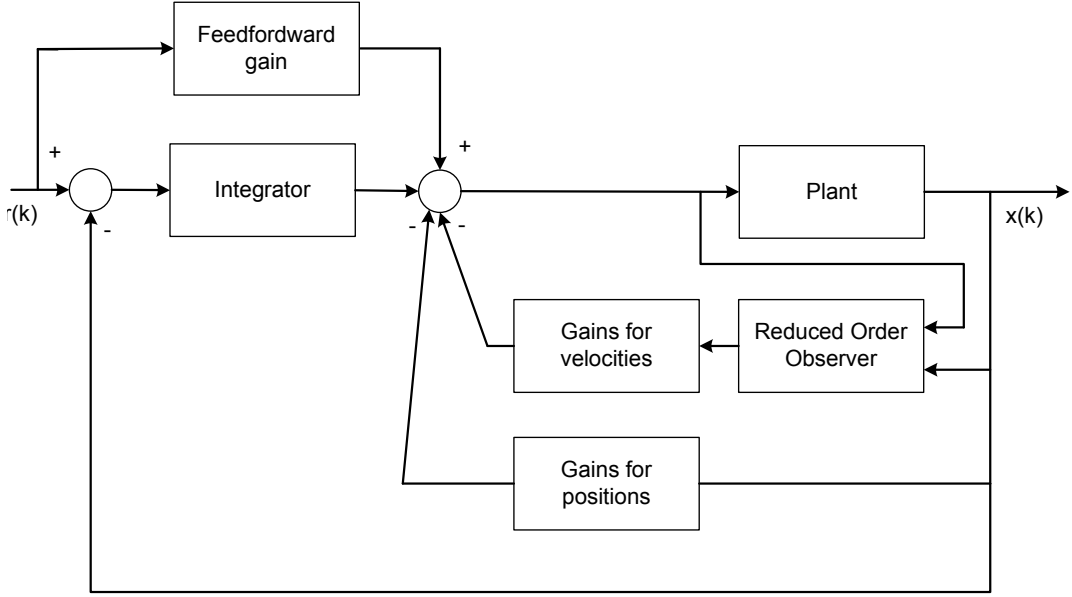 Feedfordward
gain
+
+
Integrator
Plant
r(k)
x(k)
-
-
-
Gains for
velocities
Reduced Order
Observer
Gains for
positions